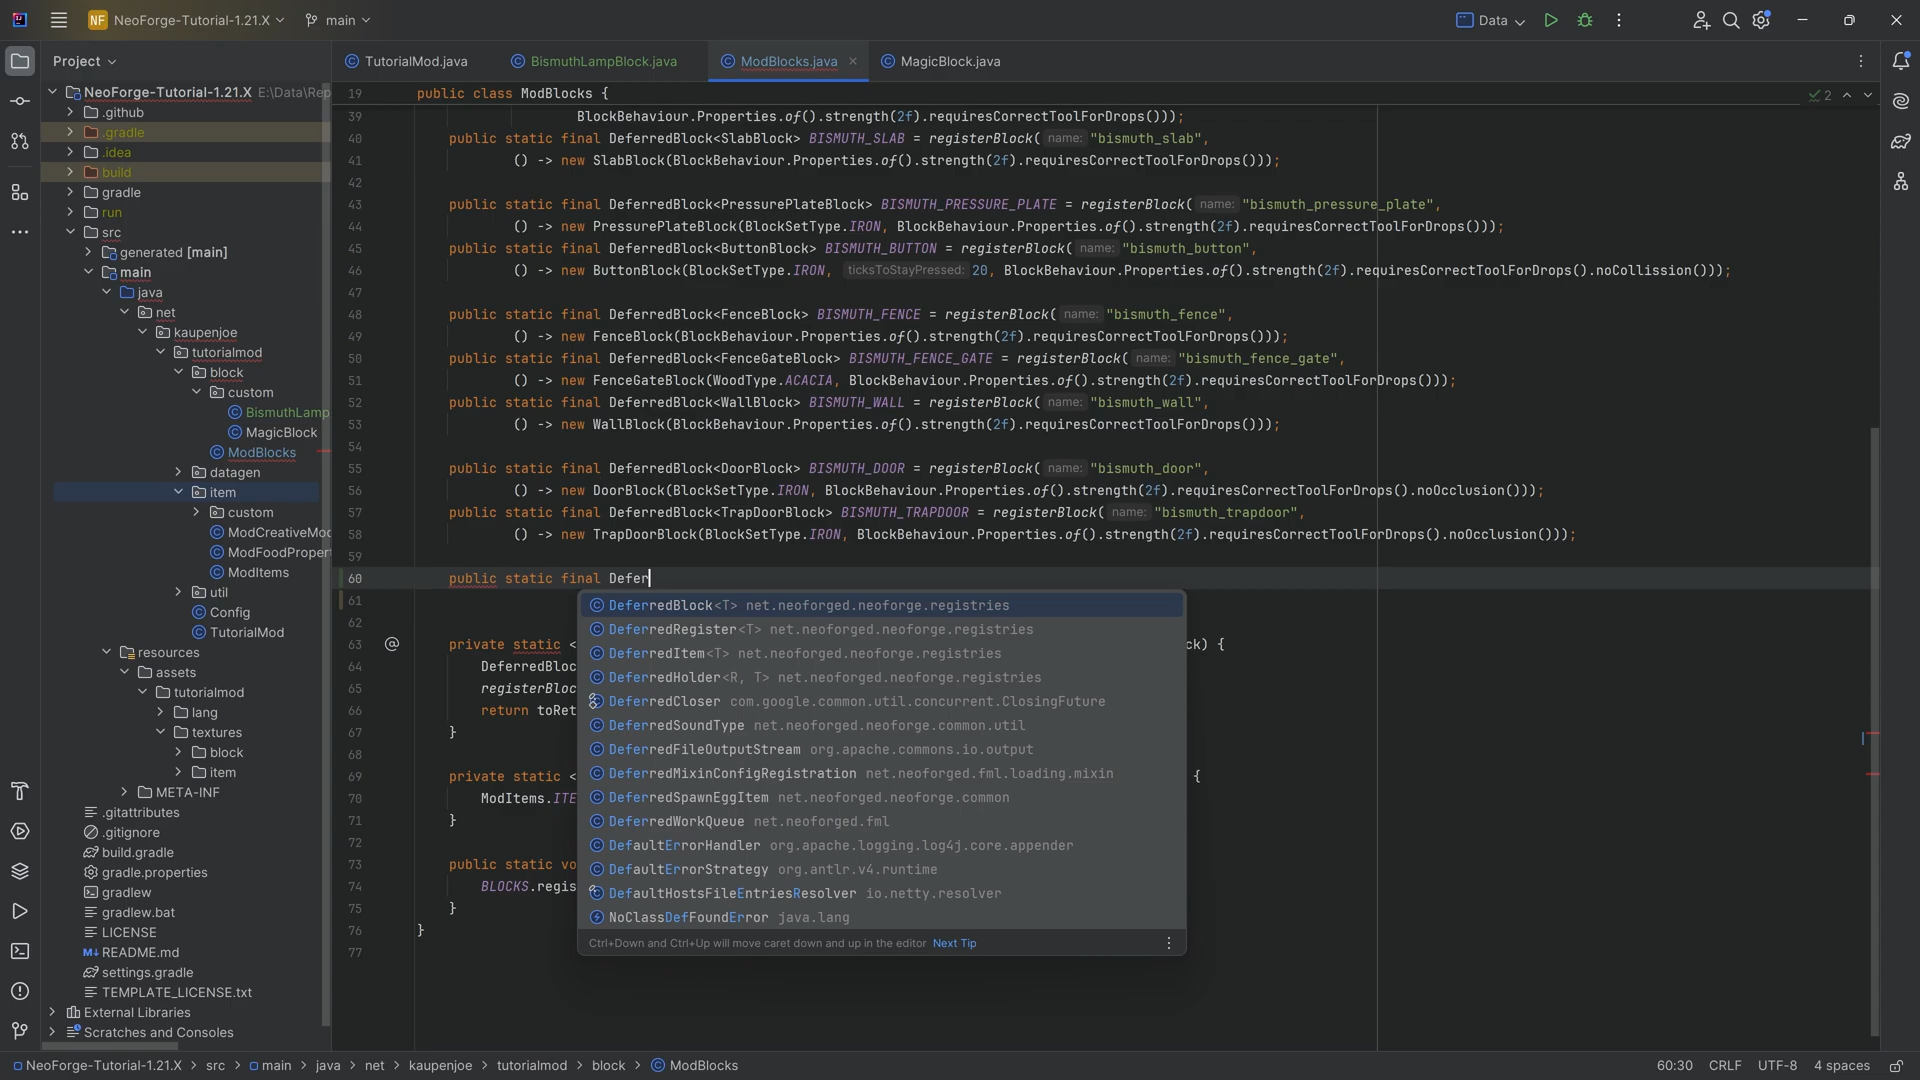 NF NeoForge-Tutorial-1.21.X main Data
Project
TutorialMod.java BismuthLampBlock.java ModBlocks.java MagicBlock.java
NeoForge-Tutorial-1.21.X E:\Data\Rep
.github
.gradle
.idea
build
gradle
run
src
generated [main]
main
java
net
kaupenjoe
tutorialmod
block
custom
BismuthLamp
MagicBlock
ModBlocks
datagen
item
custom
ModCreativeMod
ModFoodProper
ModItems
util
Config
TutorialMod
resources
assets
tutorialmod
lang
textures
block
item
META-INF
.gitattributes
.gitignore
build.gradle
gradle.properties
gradlew
gradlew.bat
LICENSE
README.md
settings.gradle
TEMPLATE_LICENSE.txt
External Libraries
Scratches and Consoles
19 public class ModBlocks { 2
39 BlockBehaviour.Properties.of().strength(2f).requiresCorrectToolForDrops()));
40 public static final DeferredBlock<SlabBlock> BISMUTH_SLAB = registerBlock( name: "bismuth_slab",
41 () -> new SlabBlock(BlockBehaviour.Properties.of().strength(2f).requiresCorrectToolForDrops()));
42
43 public static final DeferredBlock<PressurePlateBlock> BISMUTH_PRESSURE_PLATE = registerBlock( name: "bismuth_pressure_plate",
44 () -> new PressurePlateBlock(BlockSetType.IRON, BlockBehaviour.Properties.of().strength(2f).requiresCorrectToolForDrops()));
45 public static final DeferredBlock<ButtonBlock> BISMUTH_BUTTON = registerBlock( name: "bismuth_button",
46 () -> new ButtonBlock(BlockSetType.IRON, ticksToStayPressed: 20, BlockBehaviour.Properties.of().strength(2f).requiresCorrectToolForDrops().noCollission()));
47
48 public static final DeferredBlock<FenceBlock> BISMUTH_FENCE = registerBlock( name: "bismuth_fence",
49 () -> new FenceBlock(BlockBehaviour.Properties.of().strength(2f).requiresCorrectToolForDrops()));
50 public static final DeferredBlock<FenceGateBlock> BISMUTH_FENCE_GATE = registerBlock( name: "bismuth_fence_gate",
51 () -> new FenceGateBlock(WoodType.ACACIA, BlockBehaviour.Properties.of().strength(2f).requiresCorrectToolForDrops()));
52 public static final DeferredBlock<WallBlock> BISMUTH_WALL = registerBlock( name: "bismuth_wall",
53 () -> new WallBlock(BlockBehaviour.Properties.of().strength(2f).requiresCorrectToolForDrops()));
54
55 public static final DeferredBlock<DoorBlock> BISMUTH_DOOR = registerBlock( name: "bismuth_door",
56 () -> new DoorBlock(BlockSetType.IRON, BlockBehaviour.Properties.of().strength(2f).requiresCorrectToolForDrops().noOcclusion()));
57 public static final DeferredBlock<TrapDoorBlock> BISMUTH_TRAPDOOR = registerBlock( name: "bismuth_trapdoor",
58 () -> new TrapDoorBlock(BlockSetType.IRON, BlockBehaviour.Properties.of().strength(2f).requiresCorrectToolForDrops().noOcclusion()));
59
60 public static final Defer
61
62
63 @ private static < ck) {
64 DeferredBloc
65 registerBloc
66 return toRet
67 }
68
69 private static < {
70 ModItems.ITE
71 }
72
73 public static vo
74 BLOCKS.regis
75 }
76 }
77
DeferredBlock<T> net.neoforged.neoforge.registries
DeferredRegister<T> net.neoforged.neoforge.registries
DeferredItem<T> net.neoforged.neoforge.registries
DeferredHolder<R, T> net.neoforged.neoforge.registries
DeferredCloser com.google.common.util.concurrent.ClosingFuture
DeferredSoundType net.neoforged.neoforge.common.util
DeferredFileOutputStream org.apache.commons.io.output
DeferredMixinConfigRegistration net.neoforged.fml.loading.mixin
DeferredSpawnEggItem net.neoforged.neoforge.common
DeferredWorkQueue net.neoforged.fml
DefaultErrorHandler org.apache.logging.log4j.core.appender
DefaultErrorStrategy org.antlr.v4.runtime
DefaultHostsFileEntriesResolver io.netty.resolver
NoClassDefFoundError java.lang
Ctrl+Down and Ctrl+Up will move caret down and up in the editor Next Tip
NeoForge-Tutorial-1.21.X > src > main > java > net > kaupenjoe > tutorialmod > block > ModBlocks 60:30 CRLF UTF-8 4 spaces